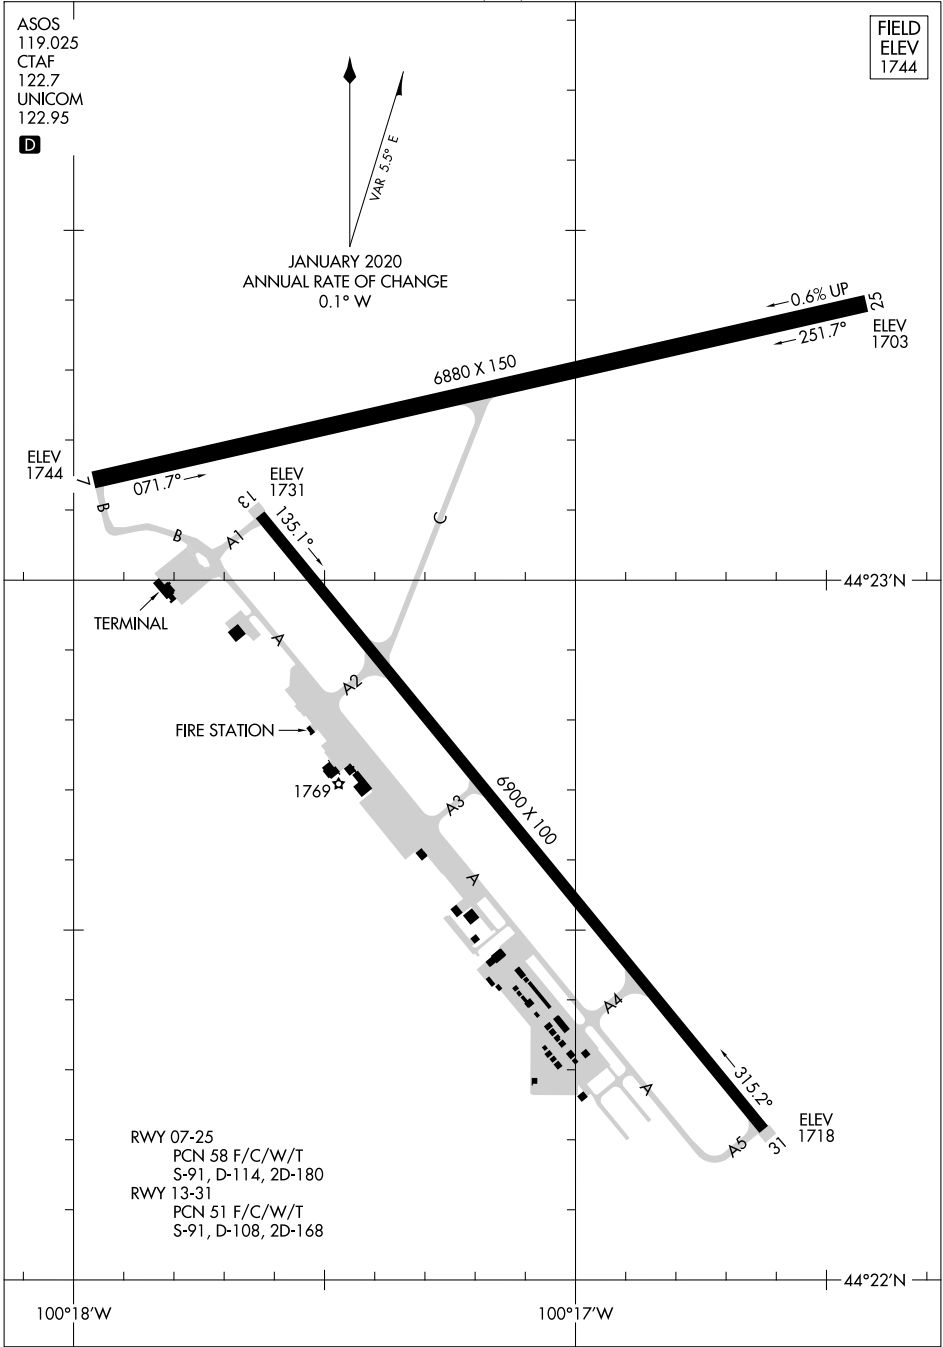 ASOS
119.025
CTAF
122.7
UNICOM
122.95
D
FIELD
ELEV
1744
VAR 5.5° E
JANUARY 2020
ANNUAL RATE OF CHANGE
0.1° W
0.6% UP
25
251.7°
ELEV
1703
6880 X 150
ELEV
1744
7
071.7°
ELEV
1731
13
135.1°
B
B
A1
C
44°23'N
TERMINAL
A
A2
FIRE STATION
1769
A3
6900 X 100
A
A4
315.2°
A
ELEV
1718
A5
31
RWY 07-25
PCN 58 F/C/W/T
S-91, D-114, 2D-180
RWY 13-31
PCN 51 F/C/W/T
S-91, D-108, 2D-168
44°22'N
100°18'W
100°17'W